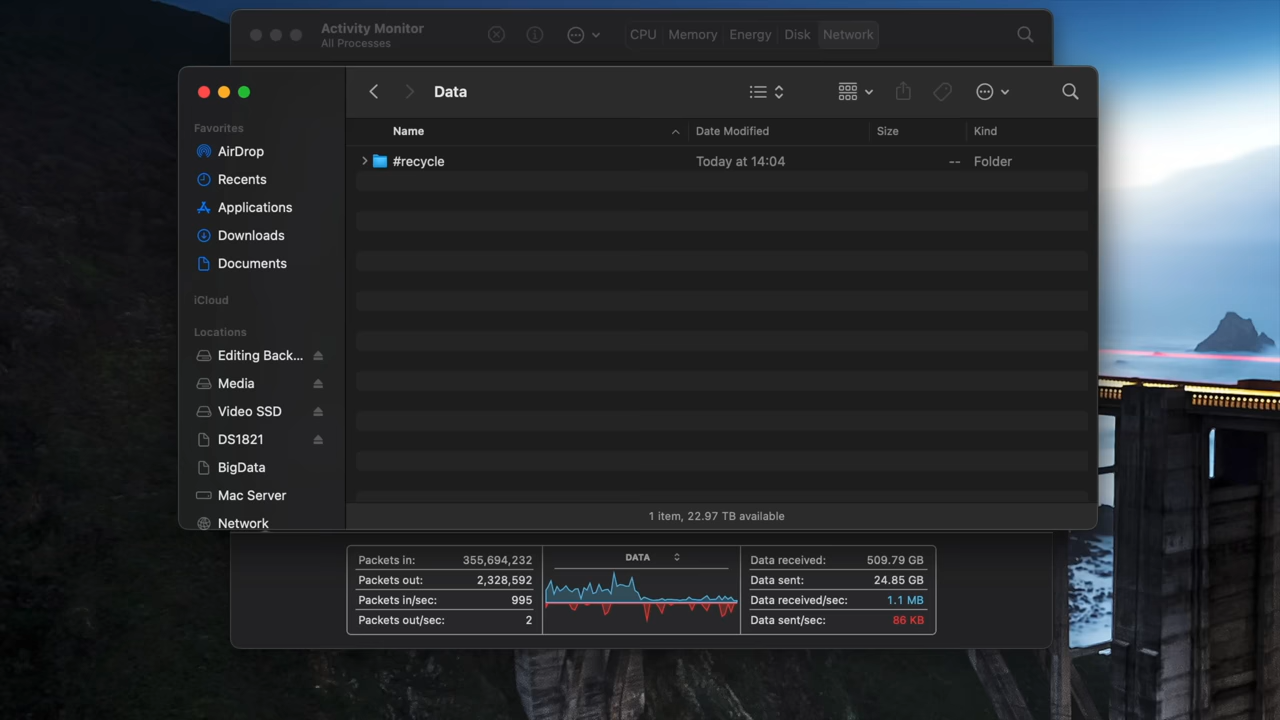 Activity Monitor
All Processes
CPU Memory Energy Disk Network
Data
Favorites
AirDrop
Recents
Applications
Downloads
Documents
iCloud
Locations
Editing Back...
Media
Video SSD
DS1821
BigData
Mac Server
Network
Name Date Modified Size Kind
#recycle Today at 14:04 -- Folder
1 item, 22.97 TB available
Packets in: 355,694,232
Packets out: 2,328,592
Packets in/sec: 995
Packets out/sec: 2
DATA
Data received: 509.79 GB
Data sent: 24.85 GB
Data received/sec: 1.1 MB
Data sent/sec: 86 KB